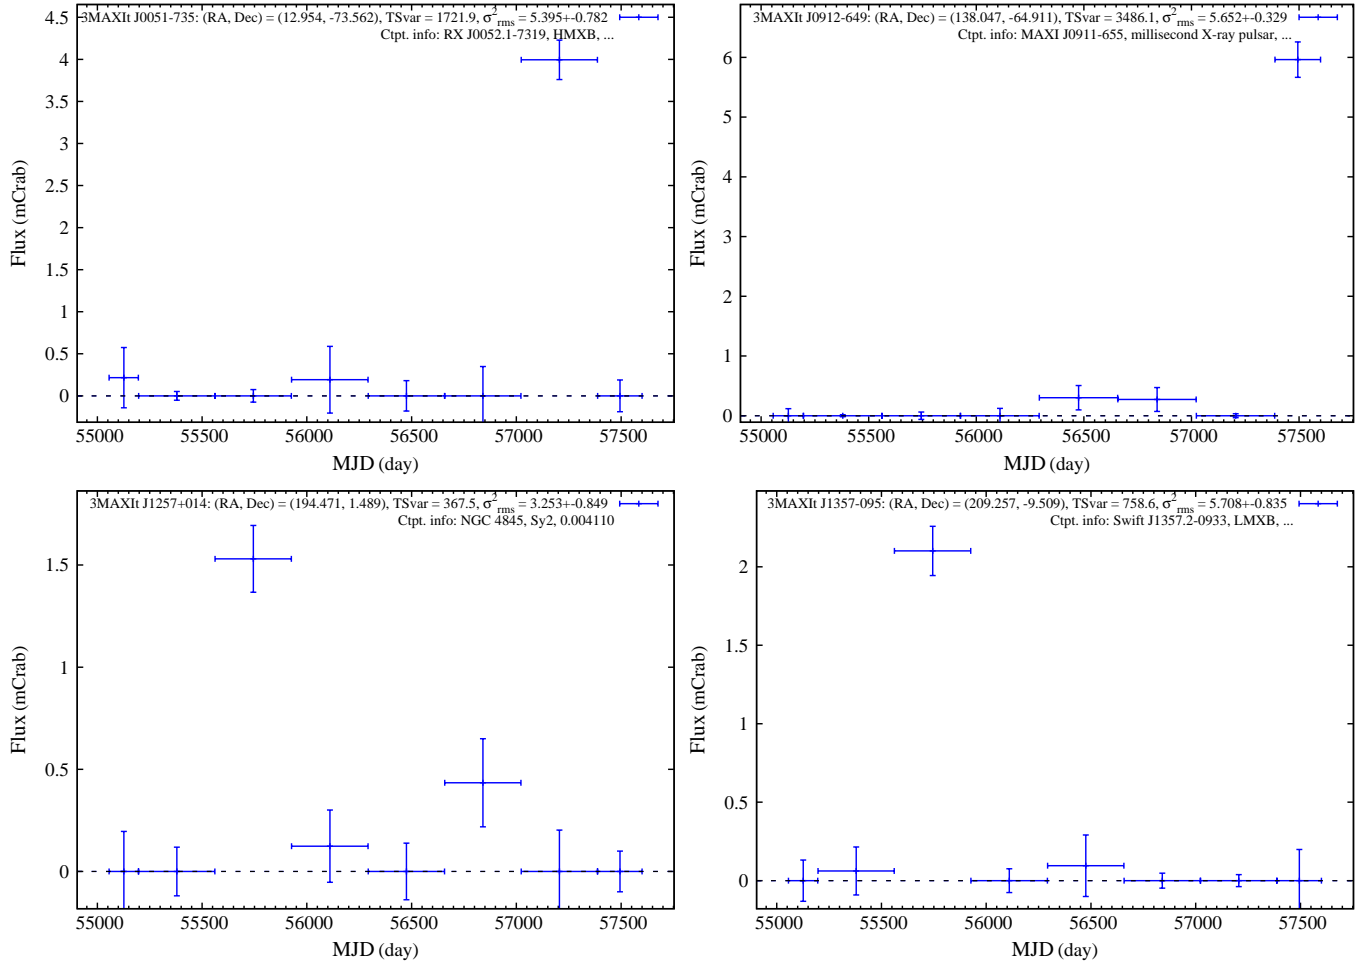 3MAXIt J0051-735: (RA, Dec) = (12.954, -73.562), TSvar = 1721.9, σ²rms = 5.395+-0.782
Ctpt. info: RX J0052.1-7319, HMXB, ...
4.5
4
3.5
3
2.5
2
1.5
1
0.5
0
Flux (mCrab)
55000 55500 56000 56500 57000 57500
MJD (day)
3MAXIt J0912-649: (RA, Dec) = (138.047, -64.911), TSvar = 3486.1, σ²rms = 5.652+-0.329
Ctpt. info: MAXI J0911-655, millisecond X-ray pulsar, ...
6
5
4
3
2
1
0
Flux (mCrab)
55000 55500 56000 56500 57000 57500
MJD (day)
3MAXIt J1257+014: (RA, Dec) = (194.471, 1.489), TSvar = 367.5, σ²rms = 3.253+-0.849
Ctpt. info: NGC 4845, Sy2, 0.004110
1.5
1
0.5
0
Flux (mCrab)
55000 55500 56000 56500 57000 57500
MJD (day)
3MAXIt J1357-095: (RA, Dec) = (209.257, -9.509), TSvar = 758.6, σ²rms = 5.708+-0.835
Ctpt. info: Swift J1357.2-0933, LMXB, ...
2
1.5
1
0.5
0
Flux (mCrab)
55000 55500 56000 56500 57000 57500
MJD (day)